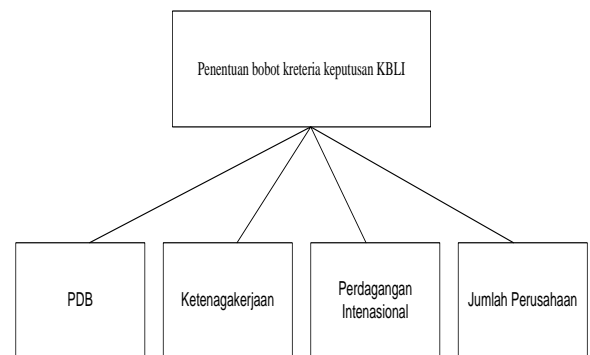 Penentuan bobot kreteria keputusan KBLI
PDB
Ketenagakerjaan
Perdagangan
Intenasional
Jumlah Perusahaan